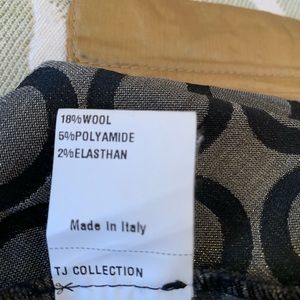 18%WOOL
5%POLYAMIDE
2%ELASTHAN
Made in Italy
TJ COLLECTION